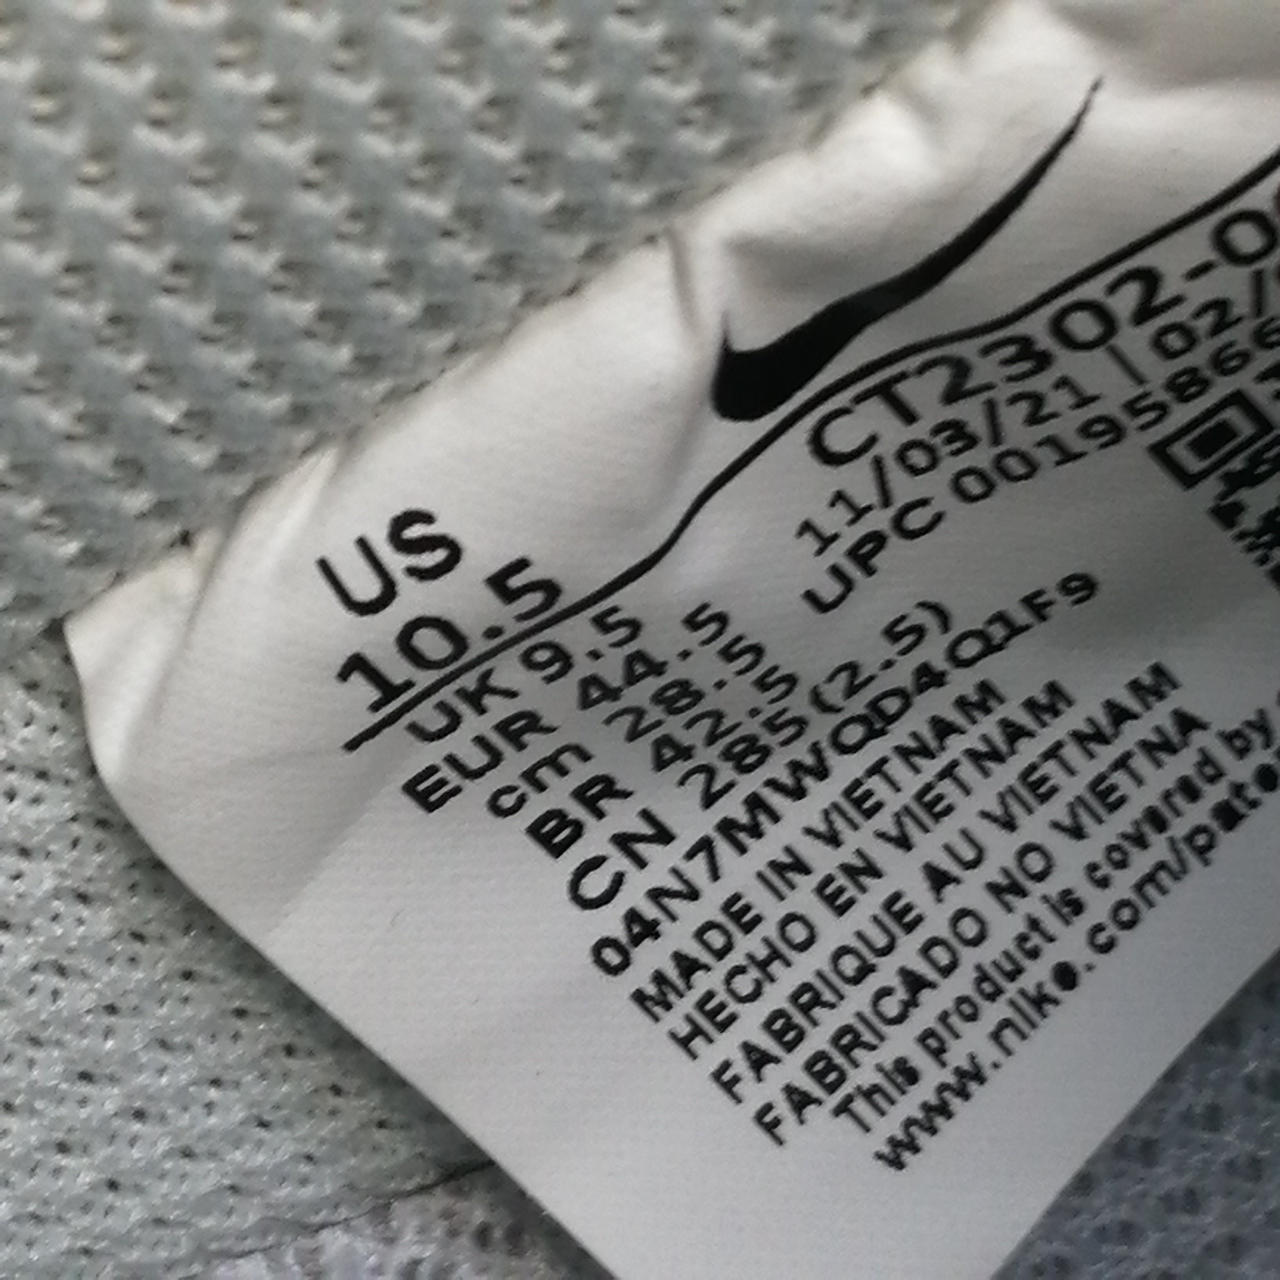 US
10.5
UK 9.5
EUR 44.5
cm 28.5
BR 42.5
CN 285 (2.5)
CT2302-00
11/03/21 | 02/
UPC 00195866
04N7MWQD4Q1F9
MADE IN VIETNAM
HECHO EN VIETNAM
FABRIQUE AU VIETNAM
FABRICADO NO VIETNA
This product is covered by
www.nike.com/pate